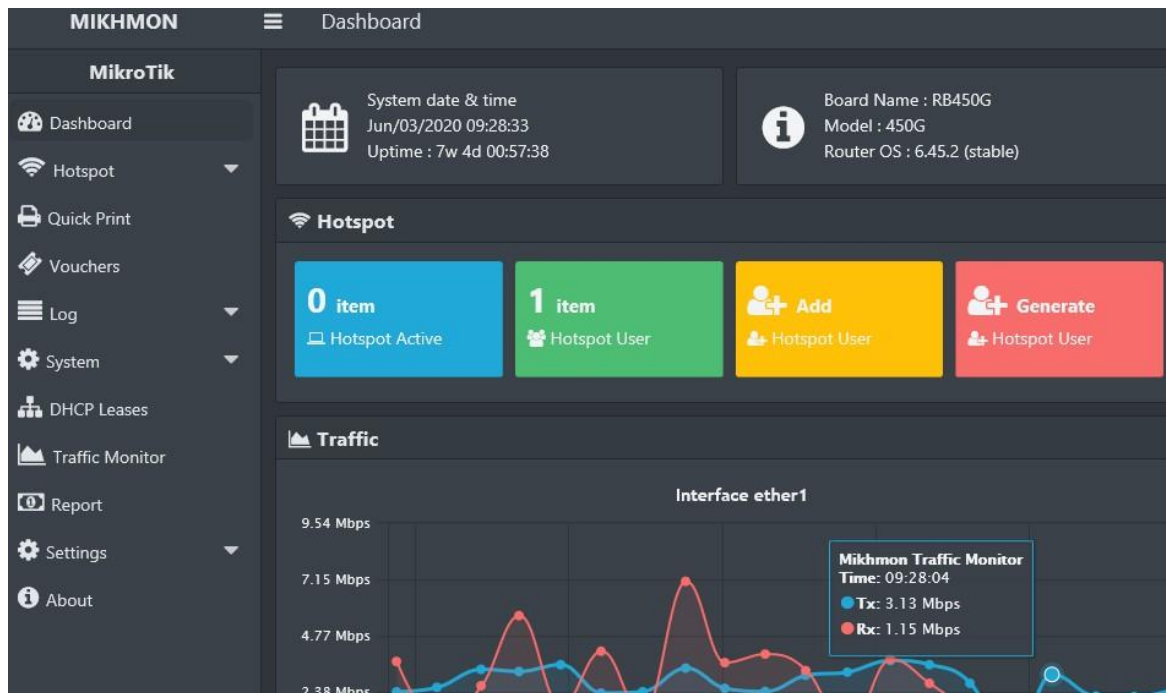 MIKHMON
Dashboard
MikroTik
Dashboard
Hotspot
Quick Print
Vouchers
Log
System
DHCP Leases
Traffic Monitor
Report
Settings
About
System date & time
Jun/03/2020 09:28:33
Uptime : 7w 4d 00:57:38
Board Name : RB450G
Model : 450G
Router OS : 6.45.2 (stable)
Hotspot
0 item
Hotspot Active
1 item
Hotspot User
Add
Hotspot User
Generate
Hotspot User
Traffic
Interface ether1
9.54 Mbps
7.15 Mbps
4.77 Mbps
2.38 Mbps
Mikhmon Traffic Monitor
Time: 09:28:04
Tx: 3.13 Mbps
Rx: 1.15 Mbps